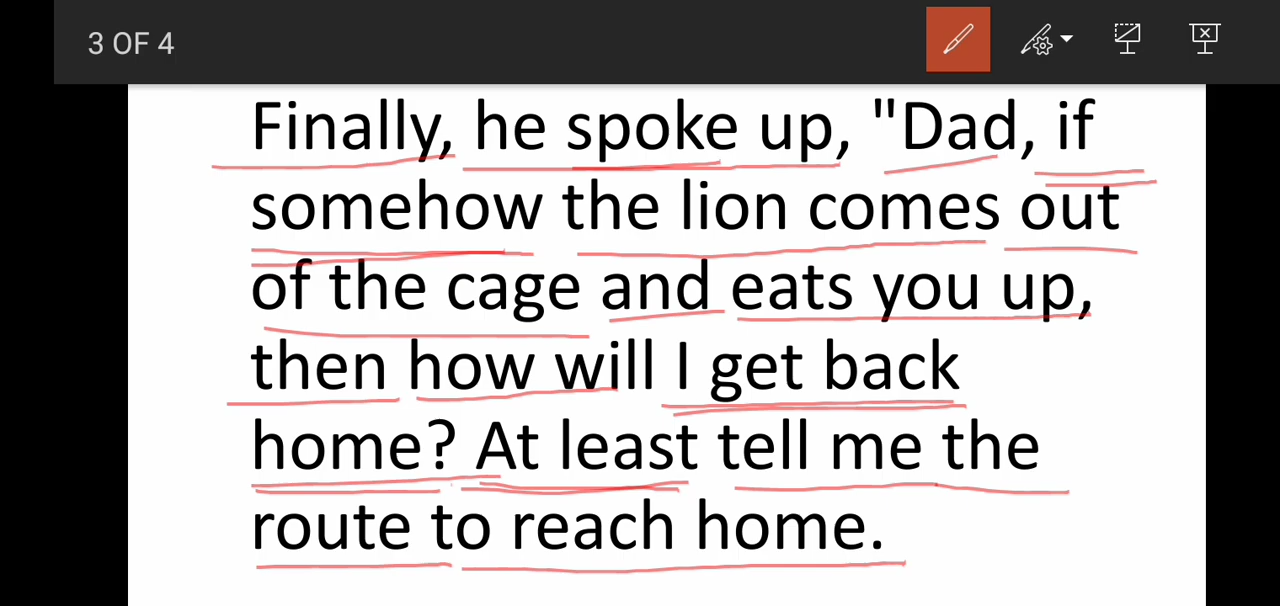 3 OF 4
Finally, he spoke up, "Dad, if
somehow the lion comes out
of the cage and eats you up,
then how will I get back
home? At least tell me the
route to reach home.